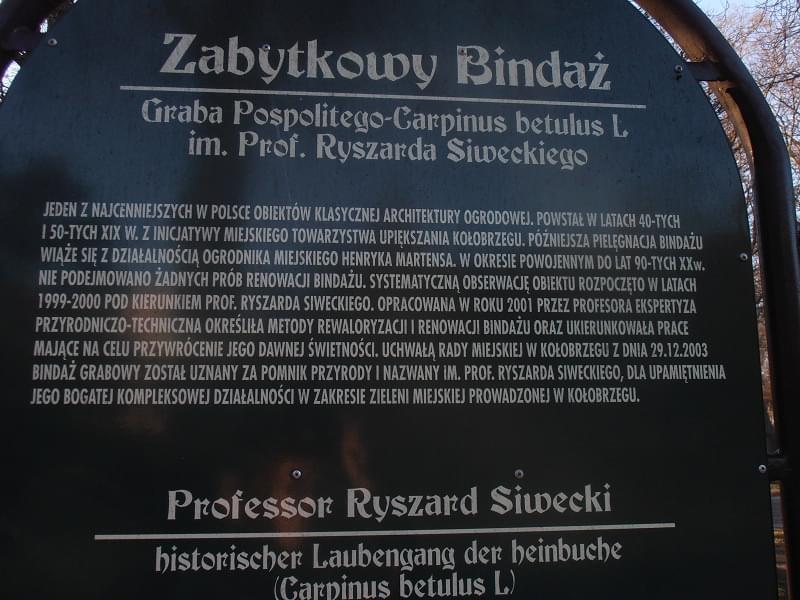 Zabytkowy Bindaż
Graba Pospolitego-Carpinus betulus L
im. Prof. Ryszarda Siweckiego
JEDEN Z NAJCENNIEJSZYCH W POLSCE OBIEKTÓW KLASYCZNEJ ARCHITEKTURY OGRODOWEJ. POWSTAŁ W LATACH 40-TYCH
I 50-TYCH XIX W. Z INICJATYWY MIEJSKIEGO TOWARZYSTWA UPIĘKSZANIA KOŁOBRZEGU. PÓŹNIEJSZA PIELĘGNACJA BINDAŻU
WIĄŻE SIĘ Z DZIAŁALNOŚCIĄ OGRODNIKA MIEJSKIEGO HENRYKA MARTENSA. W OKRESIE POWOJENNYM DO LAT 90-TYCH XXw.
NIE PODEJMOWANO ŻADNYCH PRÓB RENOWACJI BINDAŻU. SYSTEMATYCZNĄ OBSERWACJĘ OBIEKTU ROZPOCZĘTO W LATACH
1999-2000 POD KIERUNKIEM PROF. RYSZARDA SIWECKIEGO. OPRACOWANA W ROKU 2001 PRZEZ PROFESORA EKSPERTYZA
PRZYRODNICZO-TECHNICZNA OKREŚLIŁA METODY REWALORYZACJI I RENOWACJI BINDAŻU ORAZ UKIERUNKOWAŁA PRACE
MAJĄCE NA CELU PRZYWRÓCENIE JEGO DAWNEJ ŚWIETNOŚCI. UCHWAŁĄ RADY MIEJSKIEJ W KOŁOBRZEGU Z DNIA 29.12.2003
BINDAŻ GRABOWY ZOSTAŁ UZNANY ZA POMNIK PRZYRODY I NAZWANY iM. PROF. RYSZARDA SIWECKIEGO, DLA UPAMIĘTNIENIA
JEGO BOGATEJ KOMPLEKSOWEJ DZIAŁALNOŚCI W ZAKRESIE ZIELENI MIEJSKIEJ PROWADZONEJ W KOŁOBRZEGU.
Professor Ryszard Siwecki
historischer Laubengang der heinbuche
(Carpinus betulus L)